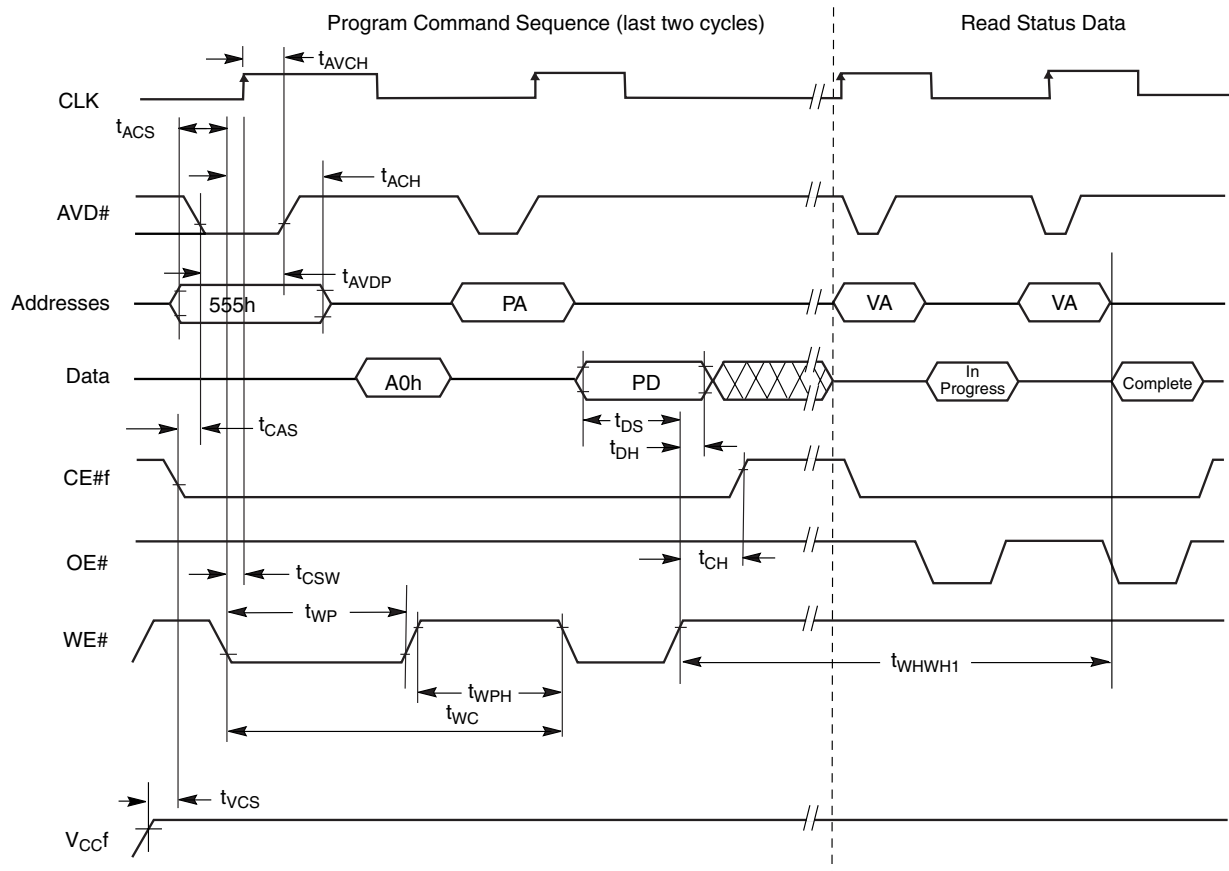 Program Command Sequence (last two cycles)
Read Status Data
tAVCH
CLK
tACS
tACH
AVD#
tAVDP
Addresses
555h
PA
VA
VA
Data
A0h
PD
In Progress
Complete
tDS
tCAS
tDH
CE#f
OE#
tCH
tCSW
tWP
WE#
tWHWH1
tWPH
tWC
tVCS
VCCf